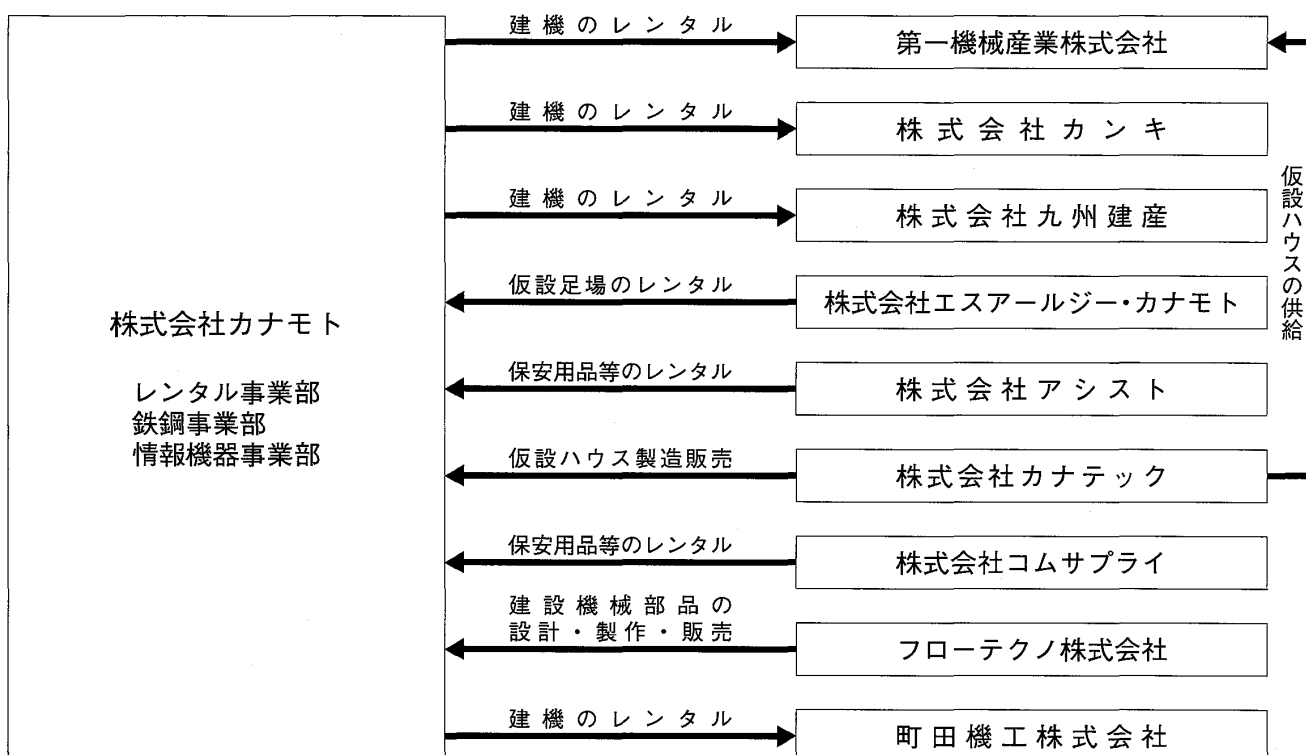 建機のレンタル
第一機械産業株式会社
建機のレンタル
株式会社カンキ
建機のレンタル
株式会社九州建産
仮設足場のレンタル
株式会社エスアールジー・カナモト
保安用品等のレンタル
株式会社アシスト
仮設ハウス製造販売
株式会社カナテック
保安用品等のレンタル
株式会社コムサプライ
建設機械部品の
設計・製作・販売
フローテクノ株式会社
建機のレンタル
町田機工株式会社
株式会社カナモト
レンタル事業部
鉄鋼事業部
情報機器事業部
仮設ハウスの供給